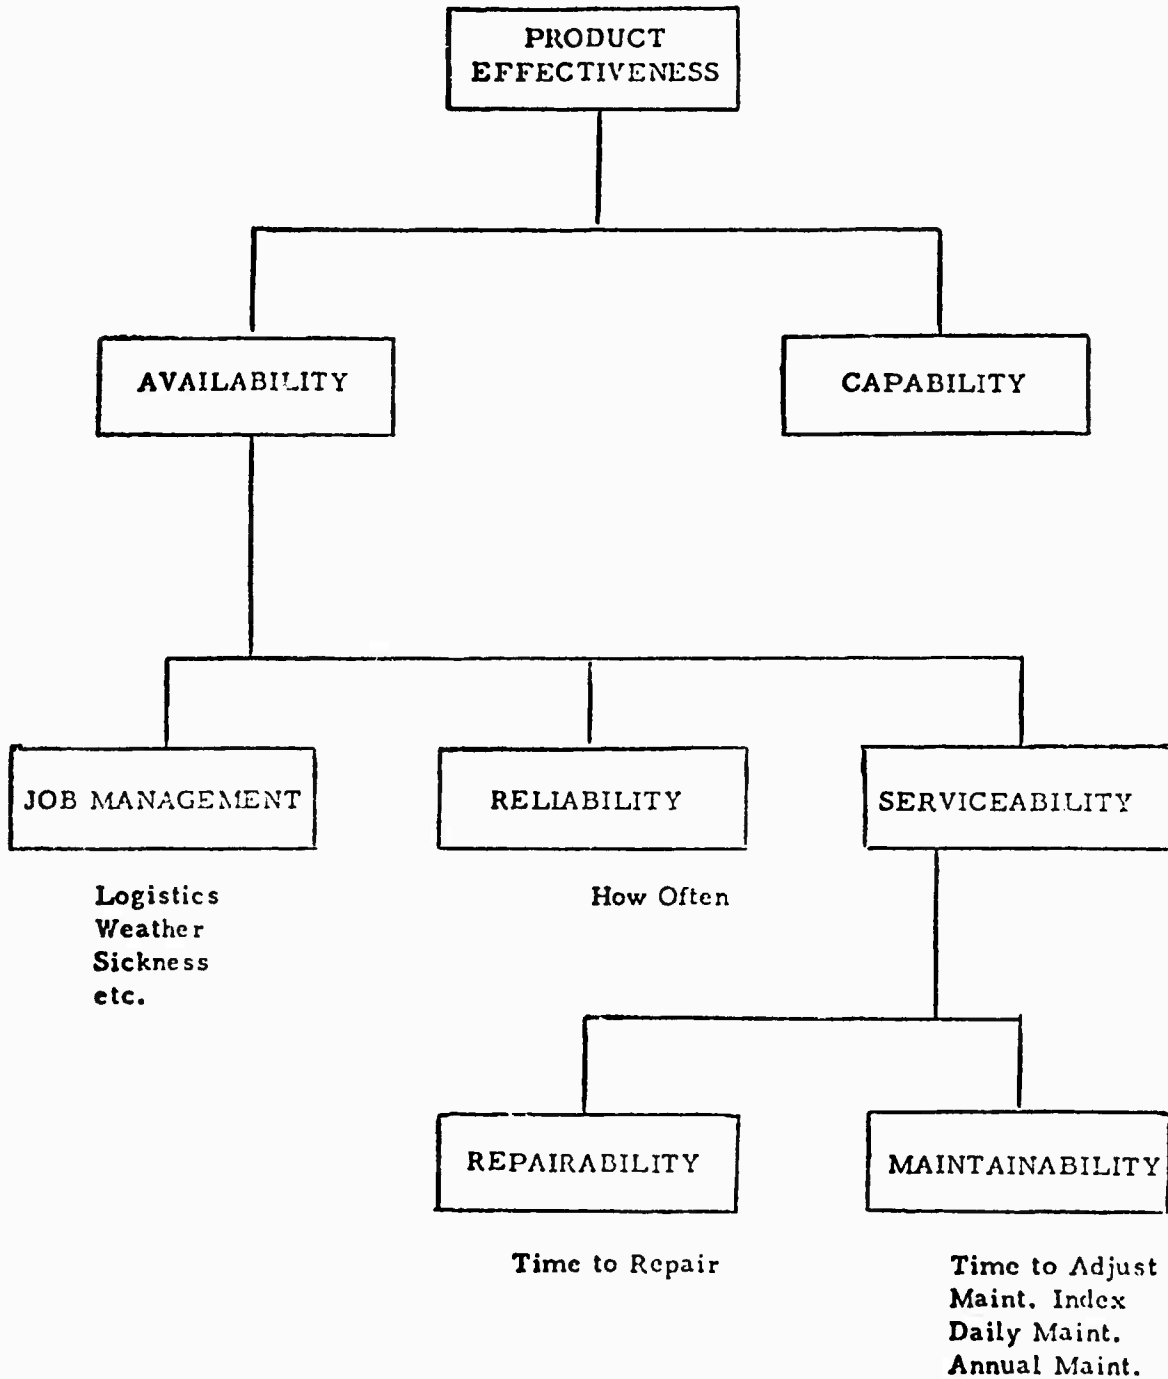 PRODUCT
EFFECTIVENESS
AVAILABILITY
CAPABILITY
JOB MANAGEMENT
RELIABILITY
SERVICEABILITY
Logistics
Weather
Sickness
etc.
How Often
REPAIRABILITY
MAINTAINABILITY
Time to Repair
Time to Adjust
Maint. Index
Daily Maint.
Annual Maint.